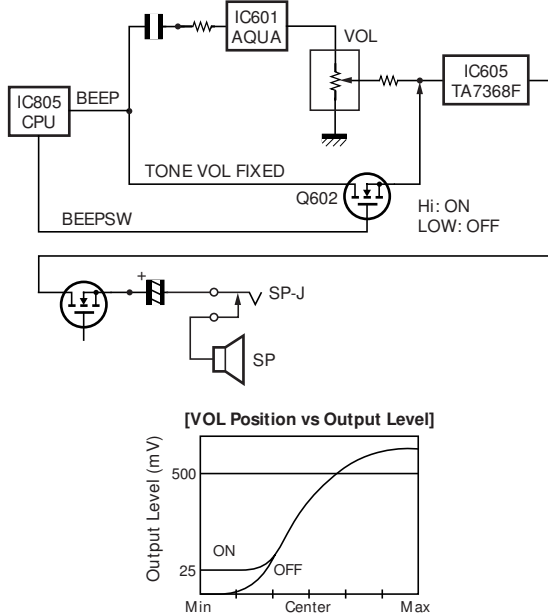 IC601
AQUA
VOL
IC605
TA7368F
IC805
CPU
BEEP
TONE VOL FIXED
Q602
Hi: ON
LOW: OFF
BEEPSW
+
SP-J
SP
[VOL Position vs Output Level]
Output Level (mV)
500
25
ON
OFF
Min
Center
Max